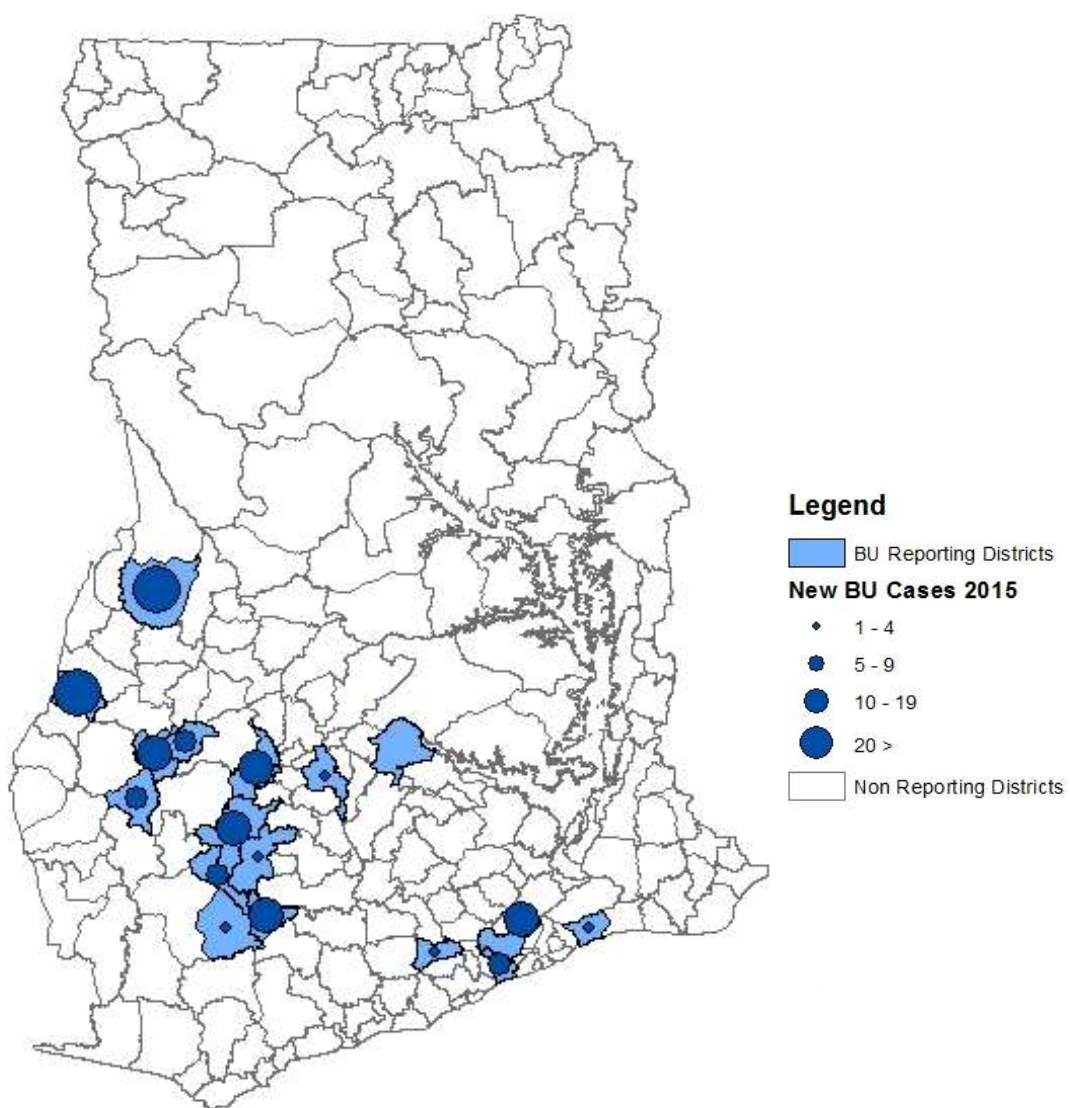 Legend
BU Reporting Districts
New BU Cases 2015
1 - 4
5 - 9
10 - 19
20 >
Non Reporting Districts